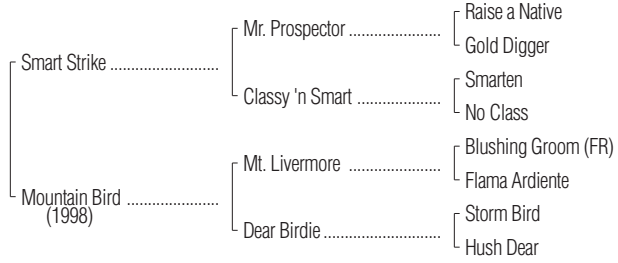 Raise a Native
Mr. Prospector ....................
Gold Digger
Smart Strike ............................
Smarten
Classy 'n Smart .....................
No Class
Blushing Groom (FR)
Mt. Livermore .......................
Flama Ardiente
Mountain Bird ........................
(1998)
Storm Bird
Dear Birdie ..............................
Hush Dear